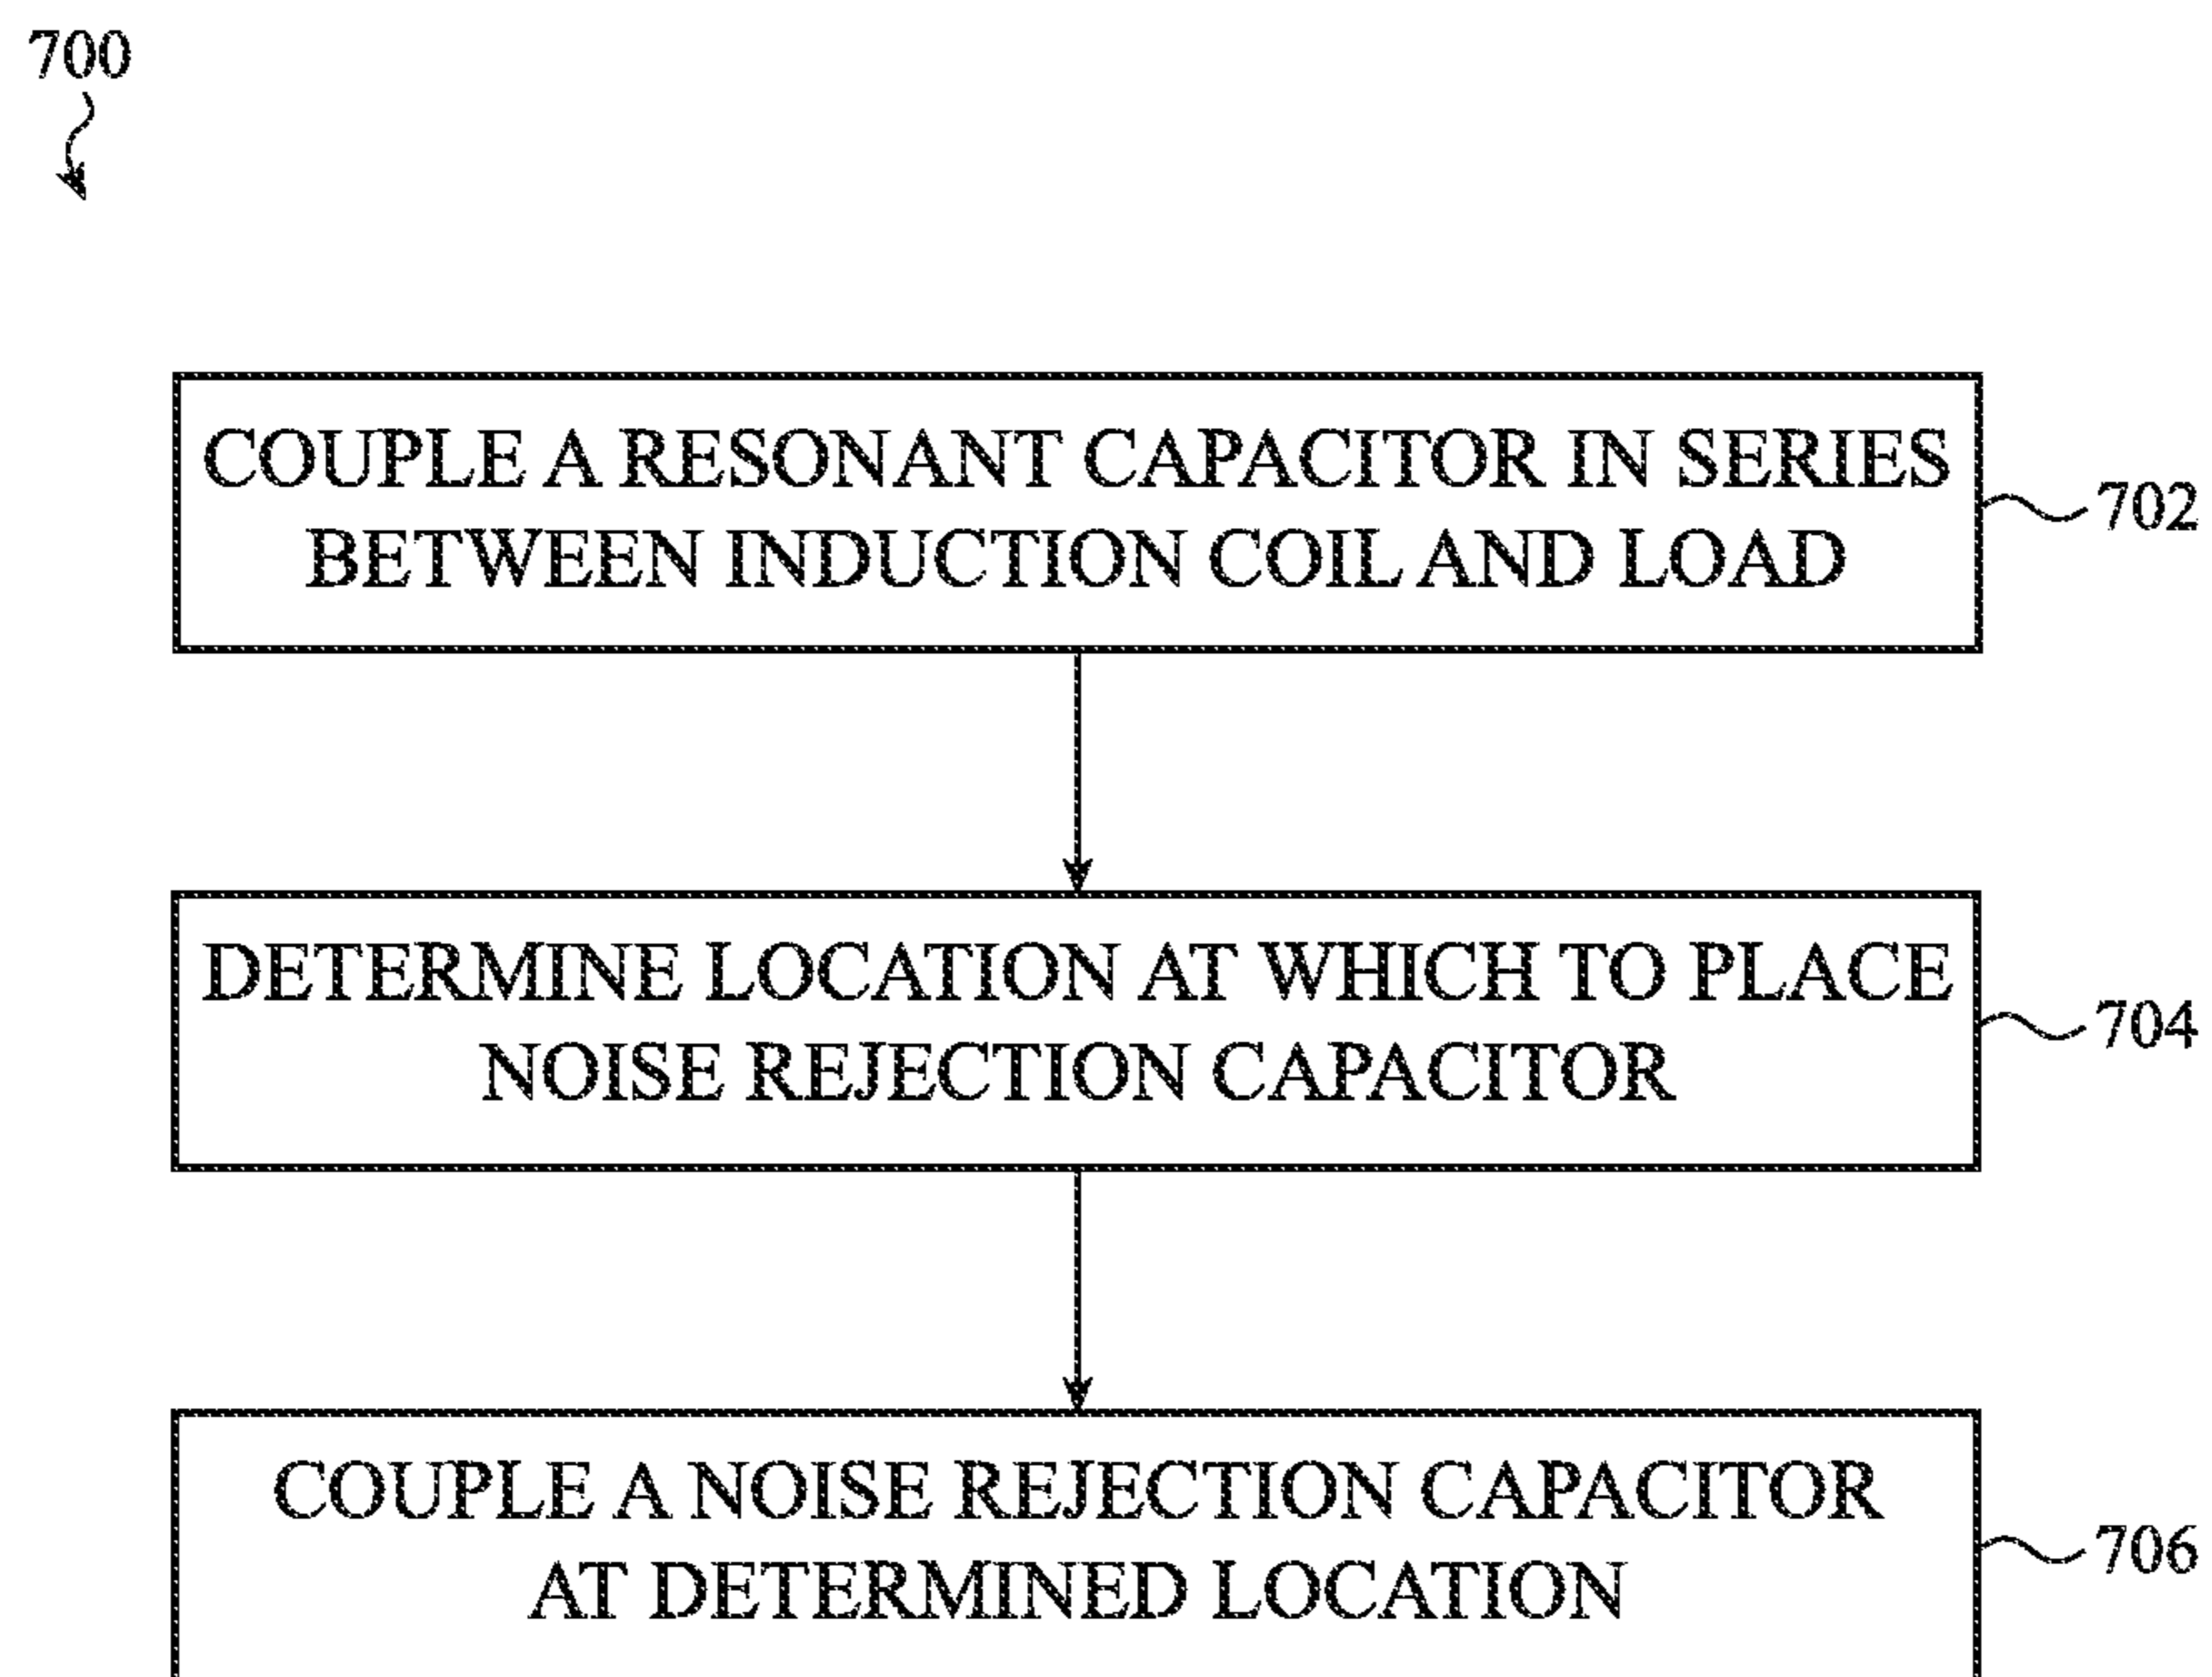 700
COUPLE A RESONANT CAPACITOR IN SERIES
BETWEEN INDUCTION COIL AND LOAD
702
DETERMINE LOCATION AT WHICH TO PLACE
NOISE REJECTION CAPACITOR
704
COUPLE A NOISE REJECTION CAPACITOR
AT DETERMINED LOCATION
706